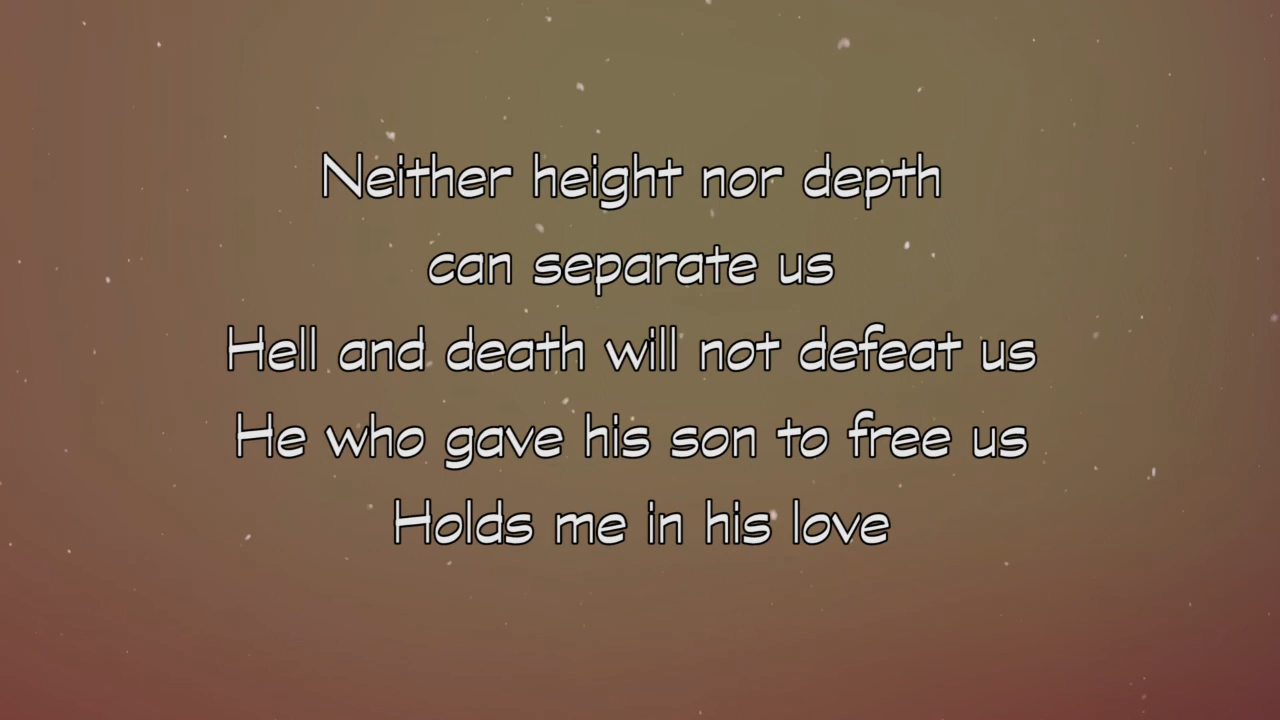 Neither height nor depth
can separate us
Hell and death will not defeat us
He who gave his son to free us
Holds me in his love